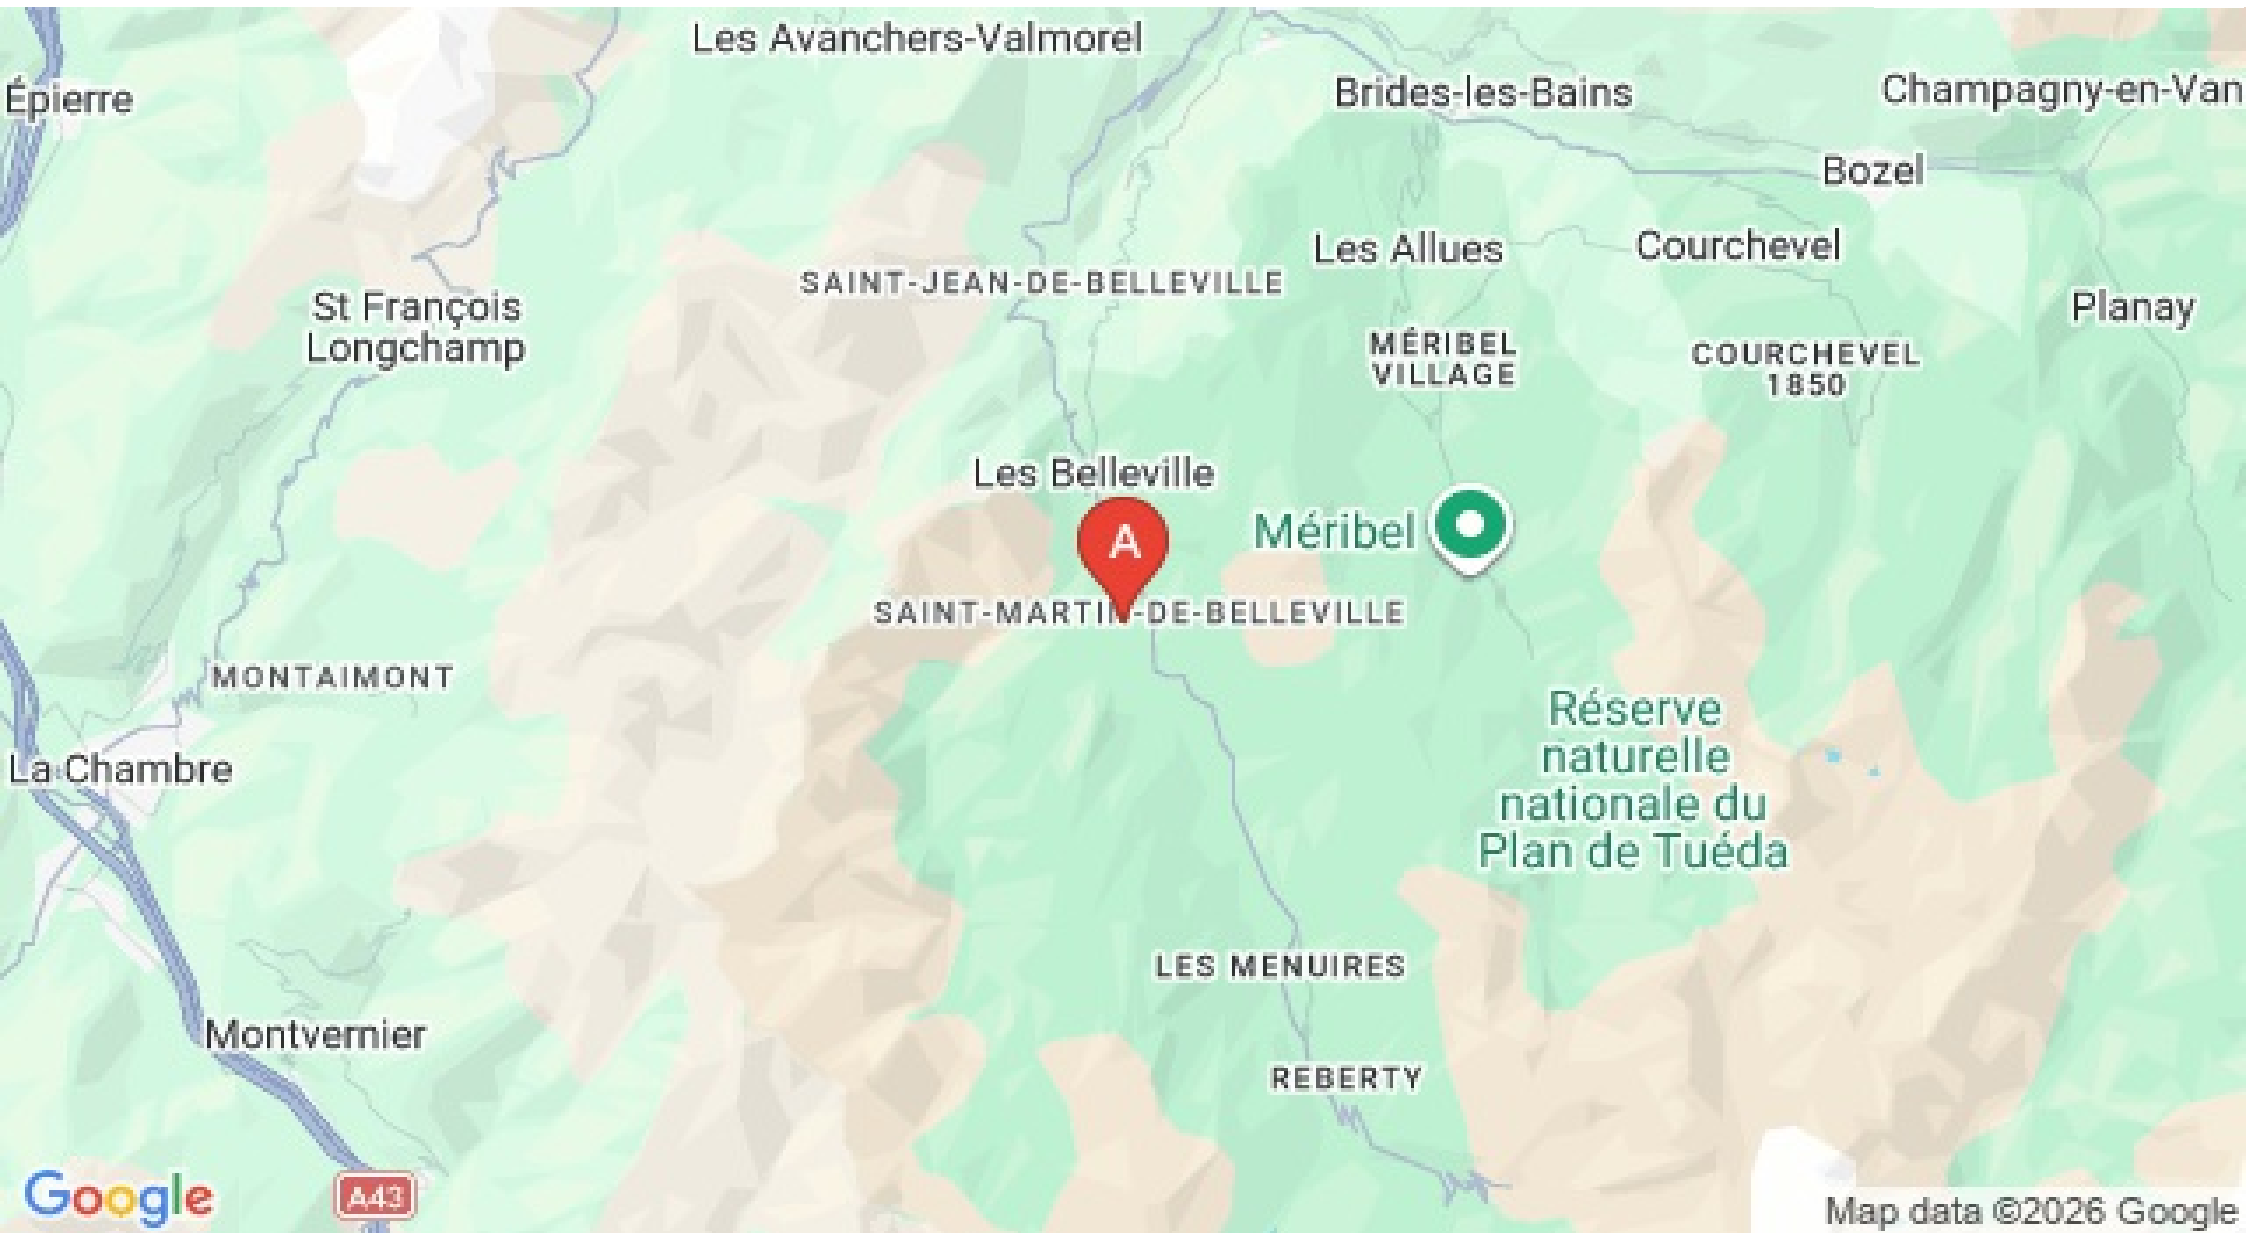 Les Avanchers-Valmorel
Épierre
Brides-les-Bains
Champagny-en-Van
Bozel
Les Allues
Courchevel
SAINT-JEAN-DE-BELLEVILLE
St François
Longchamp
Planay
MÉRIBEL
VILLAGE
COURCHEVEL
1850
Les Belleville
A
Méribel
SAINT-MARTIN-DE-BELLEVILLE
MONTAIMONT
Réserve
naturelle
nationale du
Plan de Tuéda
La Chambre
LES MENUIRES
Montvernier
REBERTY
Google
A43
Map data ©2026 Google